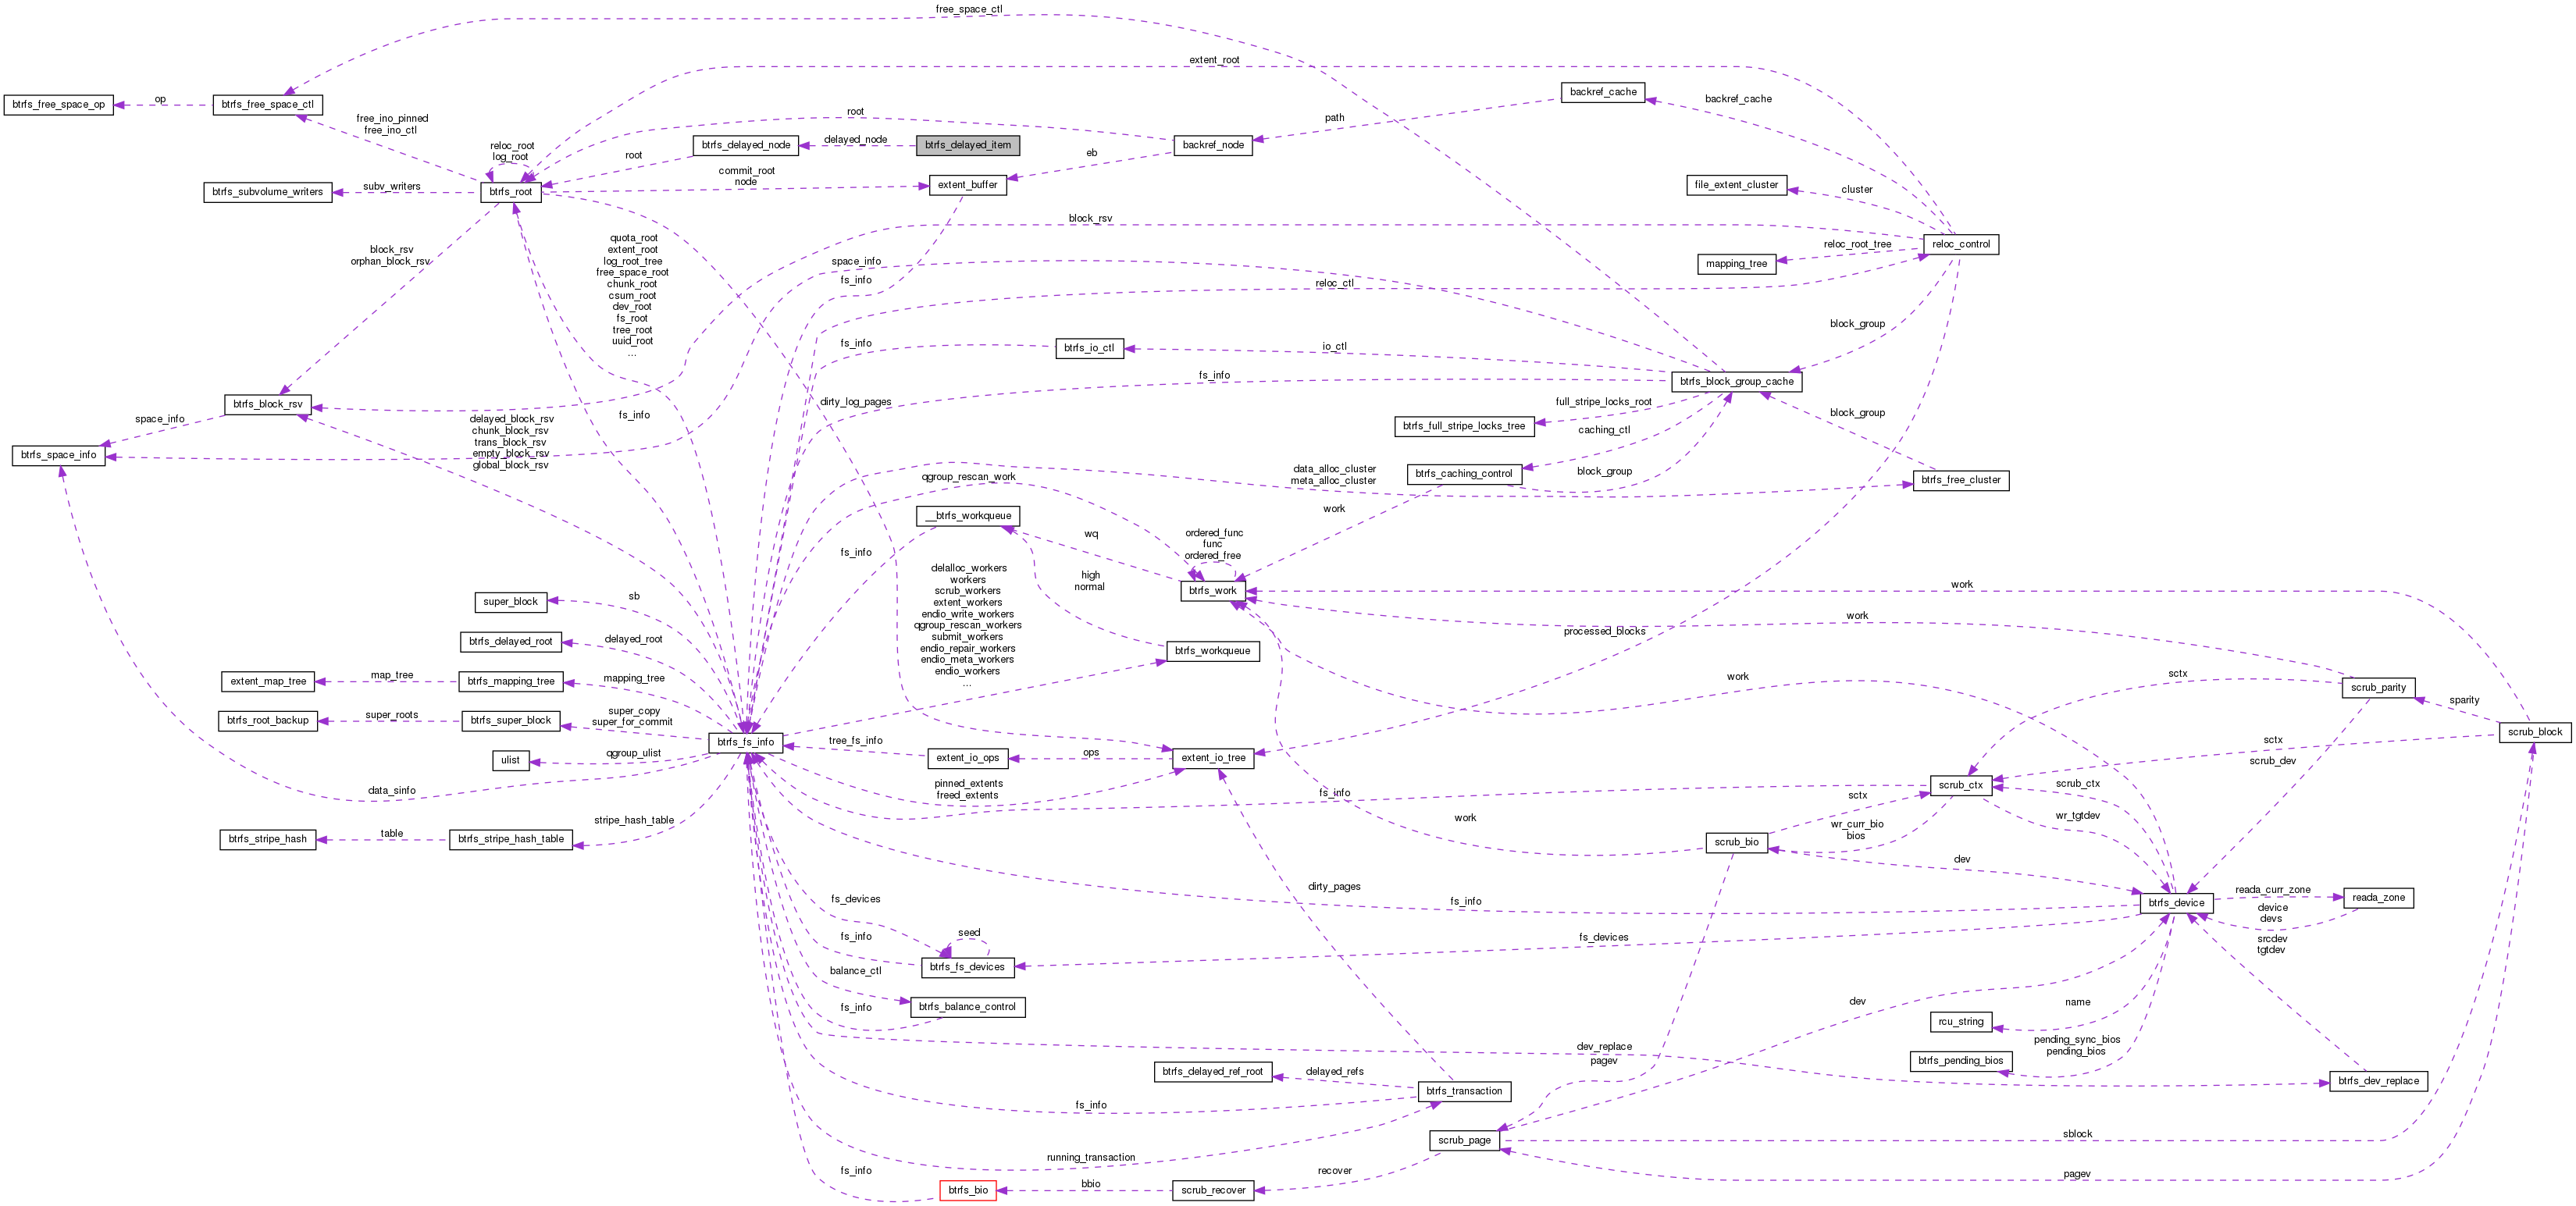 free_space_ctl
extent_root
backref_cache
backref_cache
btrfs_free_space_op
op
btrfs_free_space_ctl
root
path
free_ino_pinned
free_ino_ctl
reloc_root
log_root
root
btrfs_delayed_node
delayed_node
btrfs_delayed_item
backref_node
eb
commit_root
node
extent_buffer
file_extent_cluster
cluster
btrfs_subvolume_writers
subv_writers
btrfs_root
block_rsv
reloc_root_tree
reloc_control
mapping_tree
block_rsv
orphan_block_rsv
quota_root
extent_root
log_root_tree
free_space_root
chunk_root
csum_root
dev_root
fs_root
tree_root
uuid_root
...
space_info
fs_info
reloc_ctl
block_group
fs_info
btrfs_io_ctl
io_ctl
fs_info
btrfs_block_group_cache
btrfs_block_rsv
dirty_log_pages
full_stripe_locks_root
block_group
space_info
fs_info
btrfs_full_stripe_locks_tree
caching_ctl
btrfs_space_info
delayed_block_rsv
chunk_block_rsv
trans_block_rsv
empty_block_rsv
global_block_rsv
data_alloc_cluster
meta_alloc_cluster
btrfs_caching_control
block_group
btrfs_free_cluster
qgroup_rescan_work
__btrfs_workqueue
work
wq
ordered_func
func
ordered_free
fs_info
high
normal
btrfs_work
work
delalloc_workers
workers
scrub_workers
extent_workers
endio_write_workers
qgroup_rescan_workers
submit_workers
endio_repair_workers
endio_meta_workers
endio_workers
...
super_block
sb
work
processed_blocks
btrfs_delayed_root
delayed_root
btrfs_workqueue
extent_map_tree
map_tree
btrfs_mapping_tree
mapping_tree
work
sctx
scrub_parity
sparity
btrfs_root_backup
super_roots
btrfs_super_block
super_copy
super_for_commit
scrub_block
sctx
btrfs_fs_info
tree_fs_info
extent_io_ops
ops
extent_io_tree
ulist
qgroup_ulist
scrub_dev
data_sinfo
pinned_extents
freed_extents
fs_info
sctx
scrub_ctx
scrub_ctx
btrfs_stripe_hash
table
btrfs_stripe_hash_table
stripe_hash_table
work
wr_curr_bio
bios
wr_tgtdev
scrub_bio
dev
dirty_pages
fs_devices
fs_info
btrfs_device
reada_curr_zone
reada_zone
device
devs
fs_info
seed
fs_devices
srcdev
tgtdev
btrfs_fs_devices
balance_ctl
btrfs_balance_control
fs_info
dev
name
rcu_string
dev_replace
pagev
pending_sync_bios
pending_bios
btrfs_pending_bios
btrfs_delayed_ref_root
delayed_refs
btrfs_transaction
btrfs_dev_replace
fs_info
scrub_page
sblock
running_transaction
fs_info
recover
pagev
btrfs_bio
bbio
scrub_recover